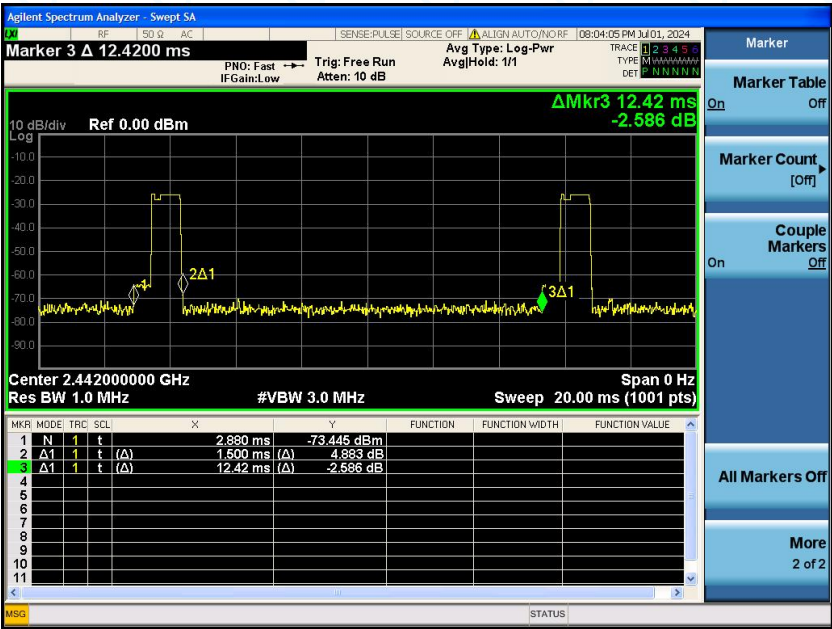 Agilent Spectrum Analyzer - Swept SA
LXI RF 50 Ω AC SENSE:PULSE SOURCE OFF ALIGN AUTO/NO RF 08:04:05 PM Jul 01, 2024
Marker 3 Δ 12.4200 ms
PNO: Fast
IFGain:Low
Trig: Free Run
Atten: 10 dB
Avg Type: Log-Pwr
Avg|Hold: 1/1
TRACE 1 2 3 4 5 6
TYPE M
DET P N N N N N
Marker
Marker Table
On Off
Marker Count
[Off]
Couple
Markers
On Off
All Markers Off
More
2 of 2
ΔMkr3 12.42 ms
-2.586 dB
10 dB/div Ref 0.00 dBm
Log
-10.0
-20.0
-30.0
-40.0
-50.0
-60.0
-70.0
-80.0
-90.0
1
2Δ1
3Δ1
Center 2.442000000 GHz Span 0 Hz
Res BW 1.0 MHz #VBW 3.0 MHz Sweep 20.00 ms (1001 pts)
MKR MODE TRC SCL X Y FUNCTION FUNCTION WIDTH FUNCTION VALUE
1 N 1 t 2.880 ms -73.445 dBm
2 Δ1 1 t (Δ) 1.500 ms (Δ) 4.883 dB
3 Δ1 1 t (Δ) 12.42 ms (Δ) -2.586 dB
4
5
6
7
8
9
10
11
MSG STATUS